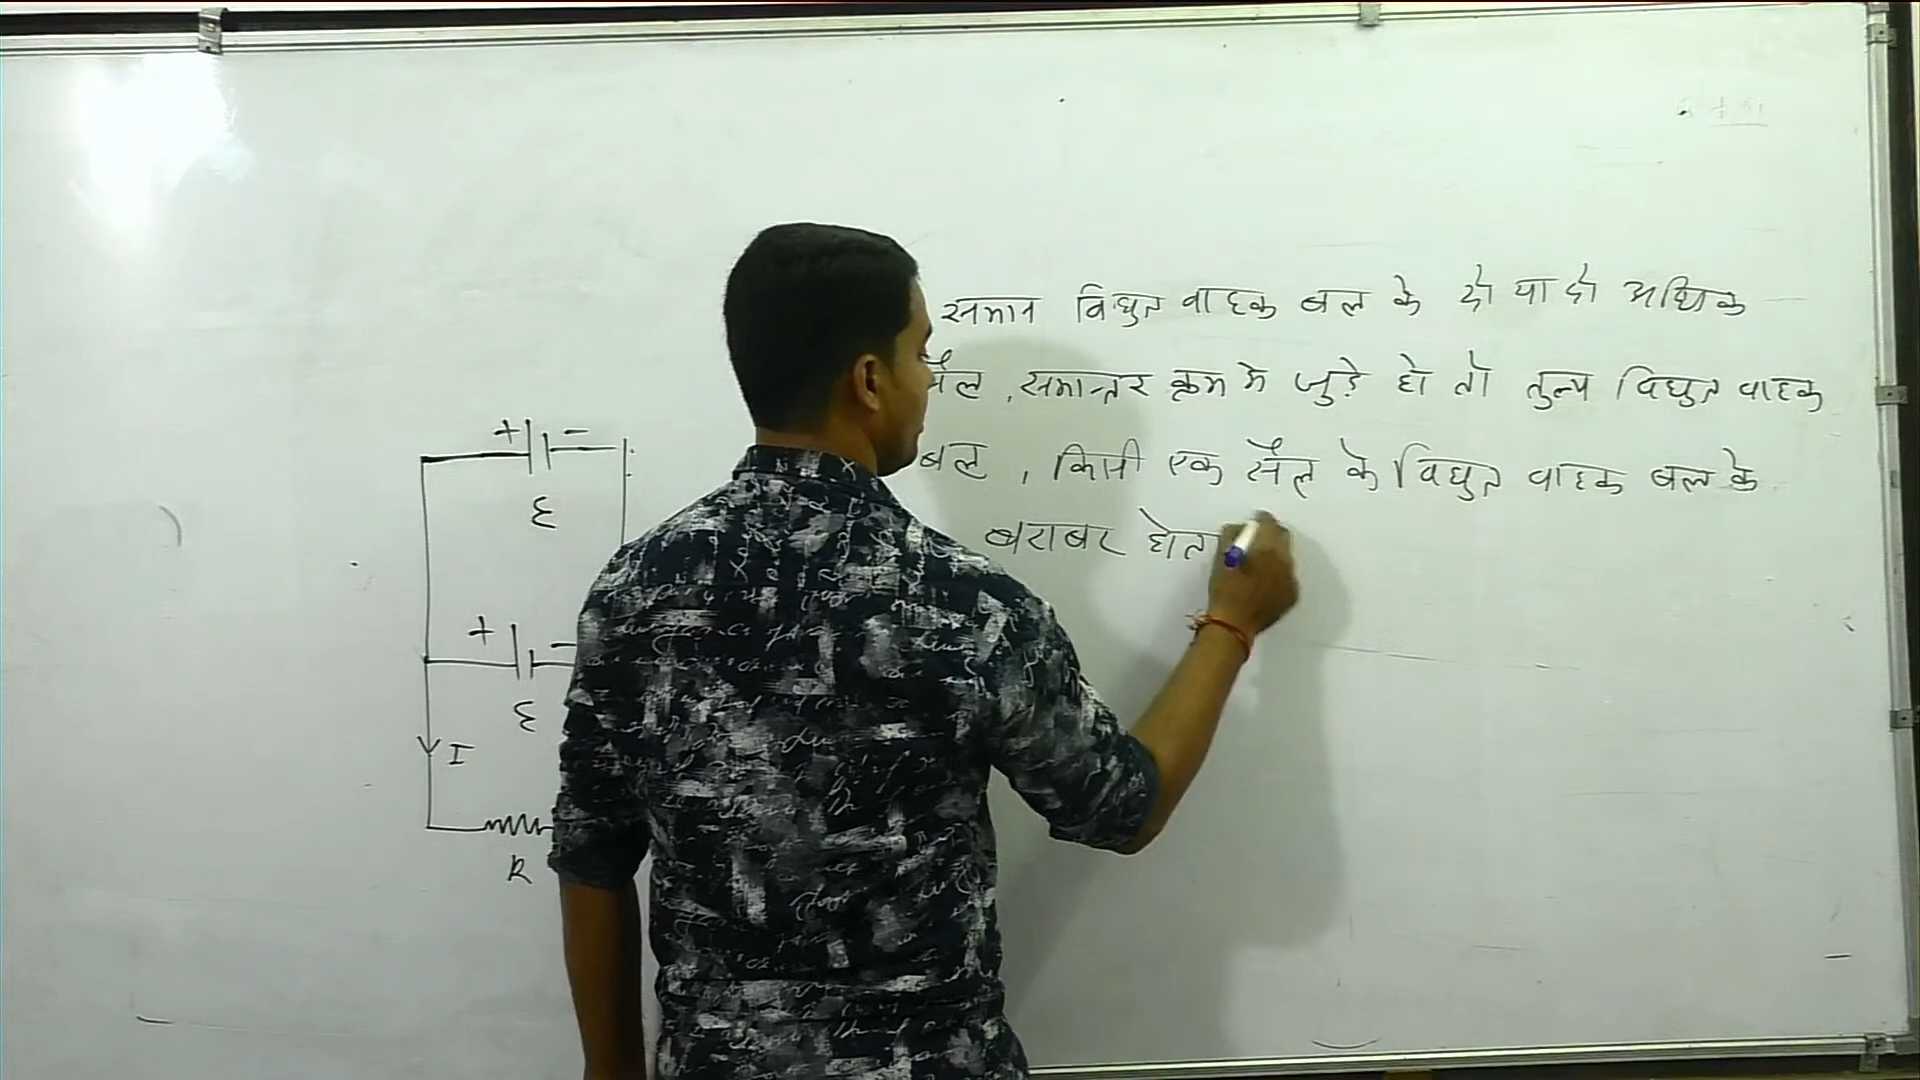 समान विद्युत वाहक बल के दो या दो अधिक
सैल, समान्तर क्रम मे जुड़े हो तो तुल्य विद्युत वाहक
बल, किसी एक सैल के विद्युत वाहक बल के
बराबर होता
+ −
ε
+ −
ε
I
R